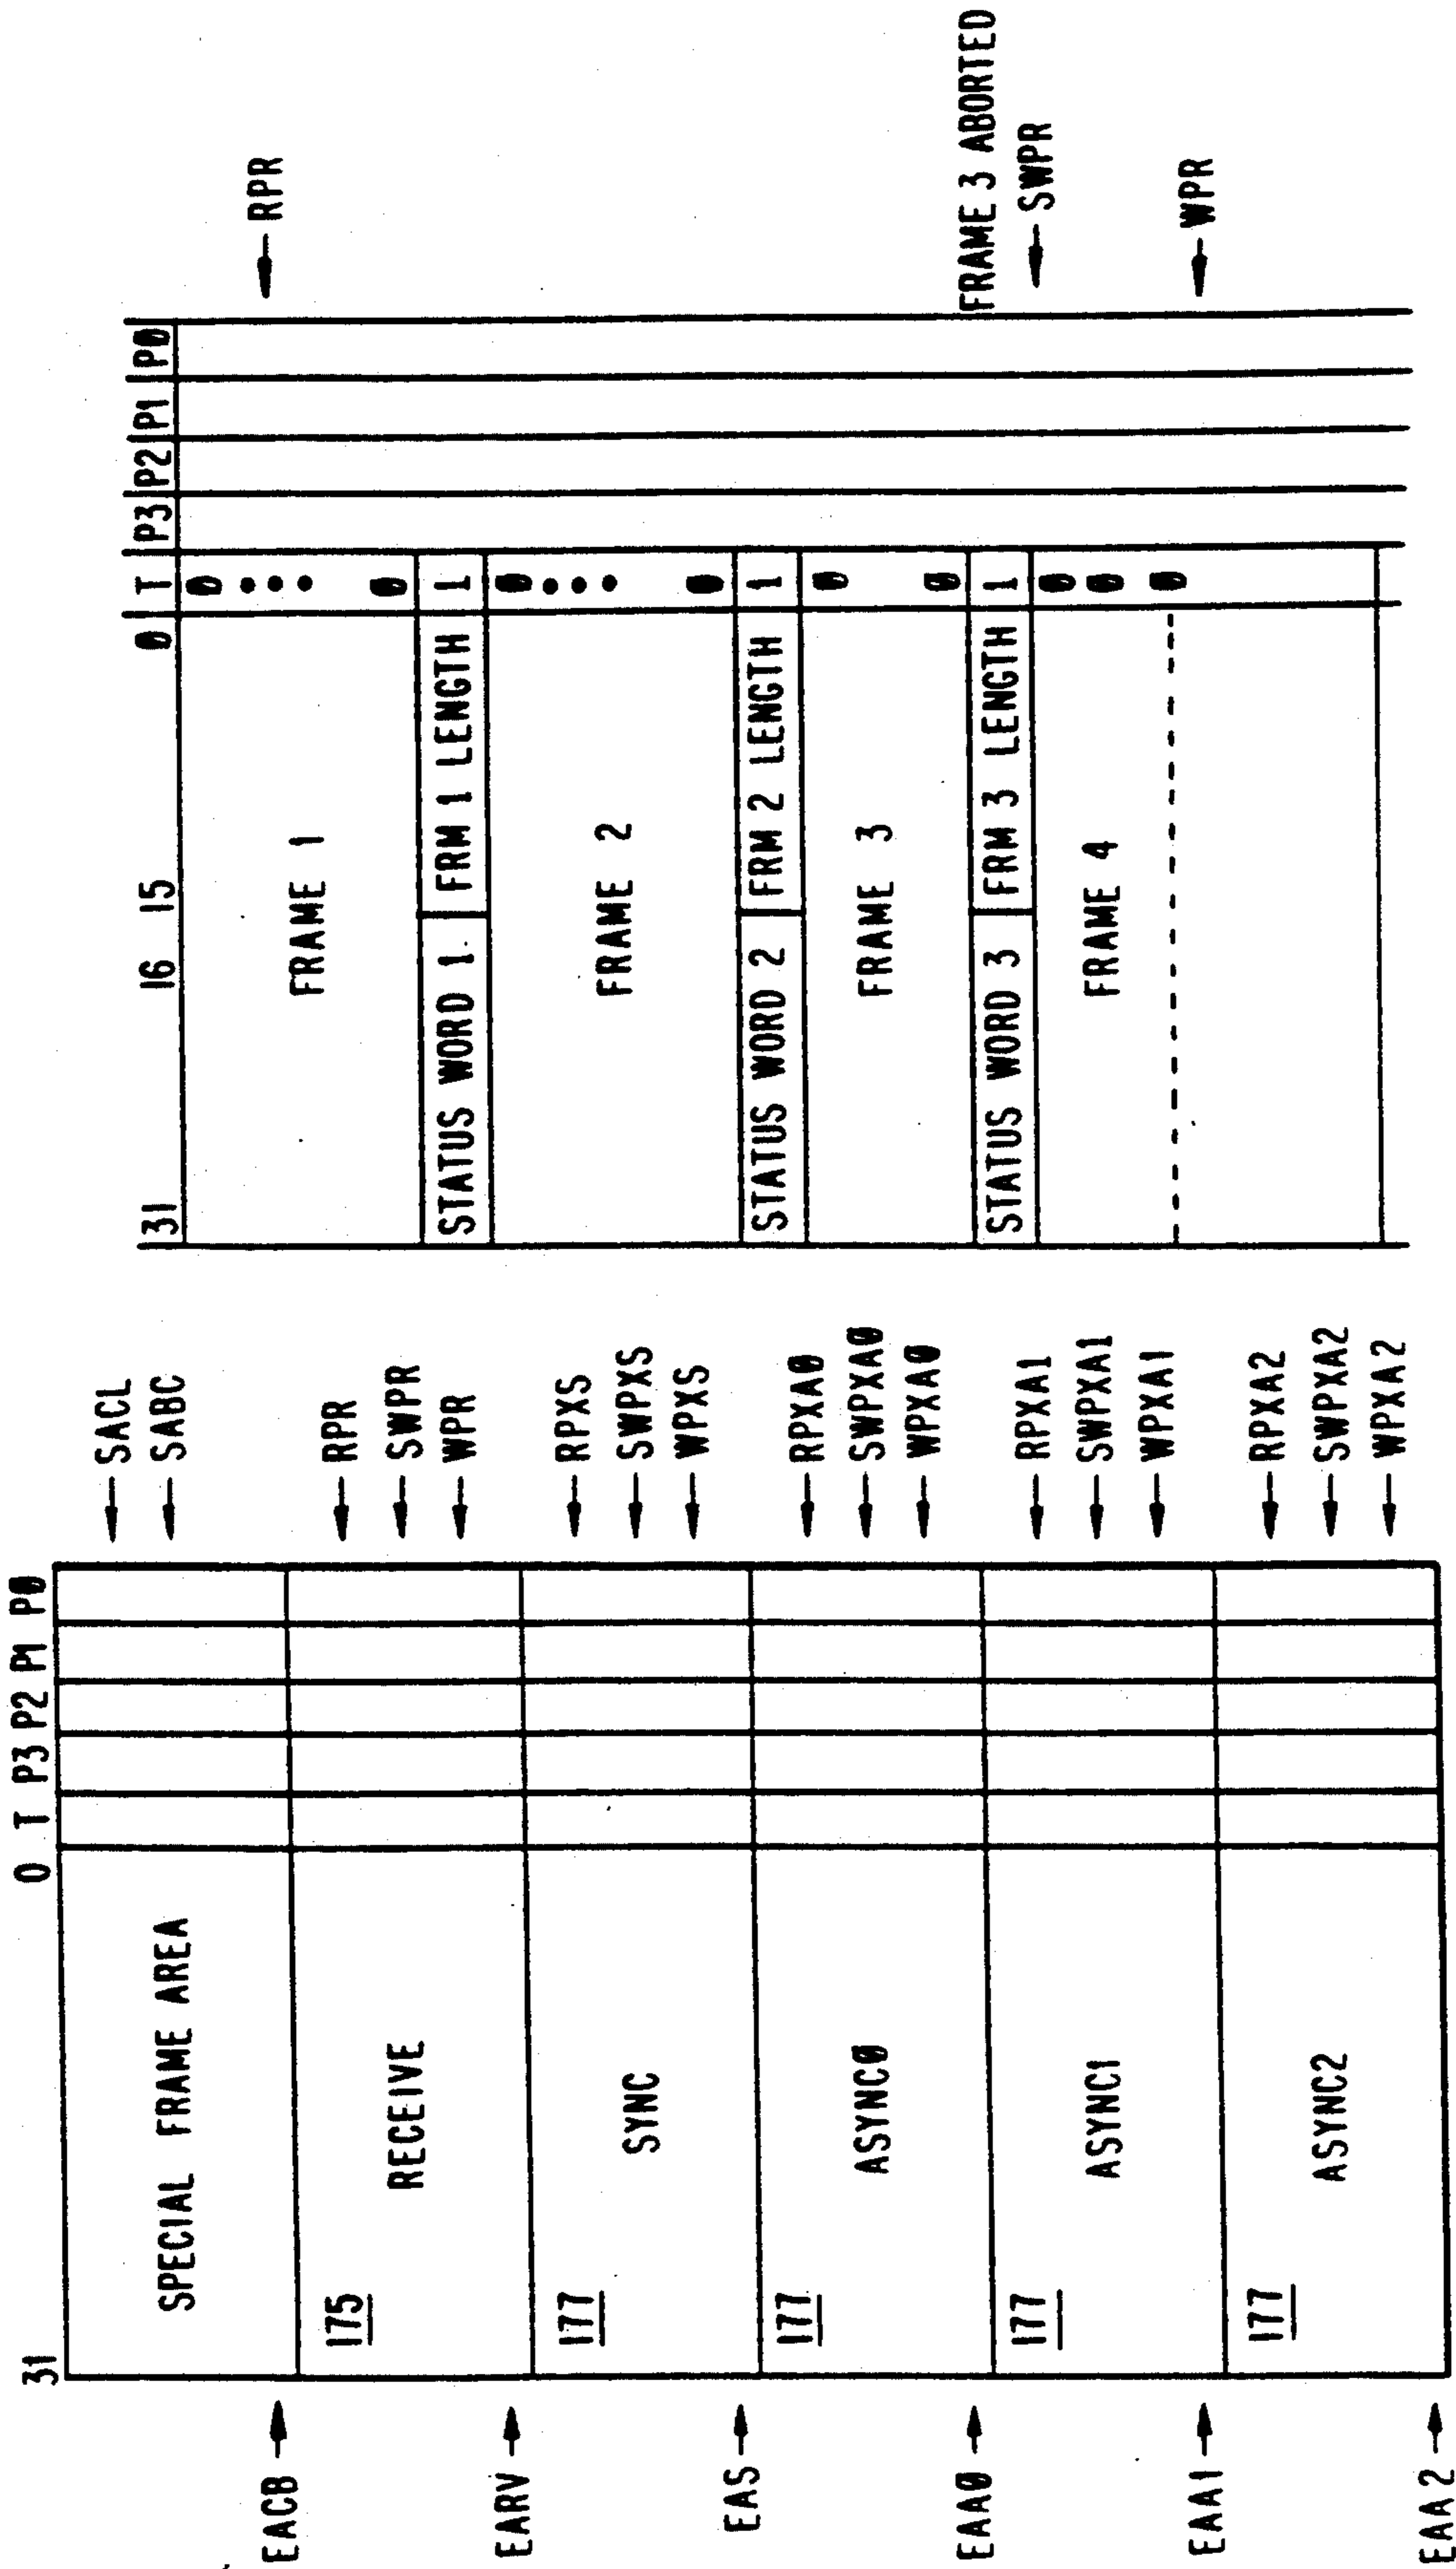 31 0 T P3 P2 P1 P0
SPECIAL FRAME AREA
← SACL
← SABC
EACB →
175
RECEIVE
← RPR
← SWPR
← WPR
EARV →
177
SYNC
← RPXS
← SWPXS
← WPXS
EAS →
177
ASYNC0
← RPXA0
← SWPXA0
← WPXA0
EAA0 →
177
ASYNC1
← RPXA1
← SWPXA1
← WPXA1
EAA1 →
177
ASYNC2
← RPXA2
← SWPXA2
← WPXA2
EAA2 →
31 16 15 0 T P3 P2 P1 P0
0
FRAME 1
← RPR
0
STATUS WORD 1 FRM 1 LENGTH 1
0
FRAME 2
0
STATUS WORD 2 FRM 2 LENGTH 1
0
FRAME 3
0
FRAME 3 ABORTED
STATUS WORD 3 FRM 3 LENGTH 1
← SWPR
0
FRAME 4 0
0
← WPR